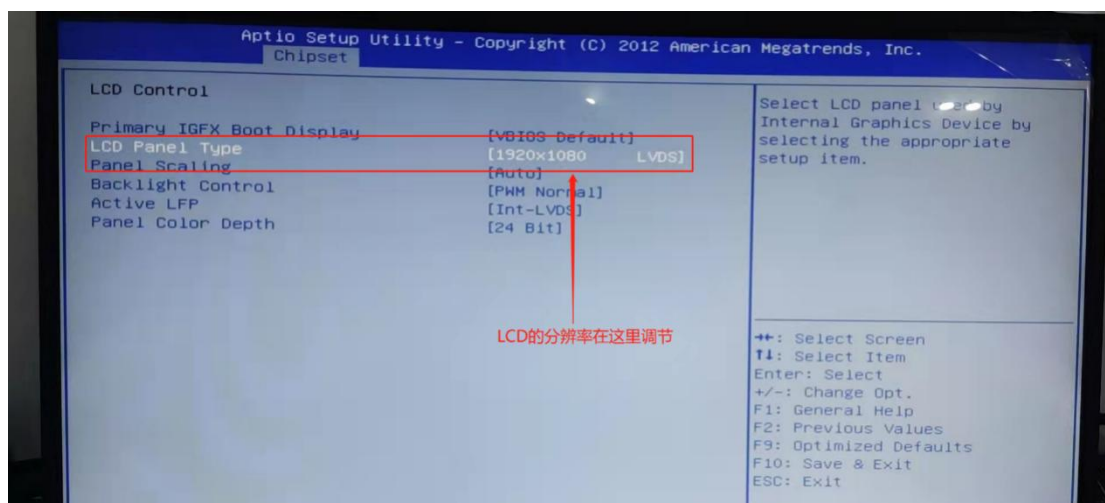 Aptio Setup Utility - Copyright (C) 2012 American Megatrends, Inc.
Chipset
LCD Control
Primary IGFX Boot Display [VBIOS Default]
LCD Panel Type [1920x1080 LVDS]
Panel Scaling [Auto]
Backlight Control [PWM Normal]
Active LFP [Int-LVDS]
Panel Color Depth [24 Bit]
LCD的分辨率在这里调节
Select LCD panel used by
Internal Graphics Device by
selecting the appropriate
setup item.
→←: Select Screen
↑↓: Select Item
Enter: Select
+/-: Change Opt.
F1: General Help
F2: Previous Values
F9: Optimized Defaults
F10: Save & Exit
ESC: Exit